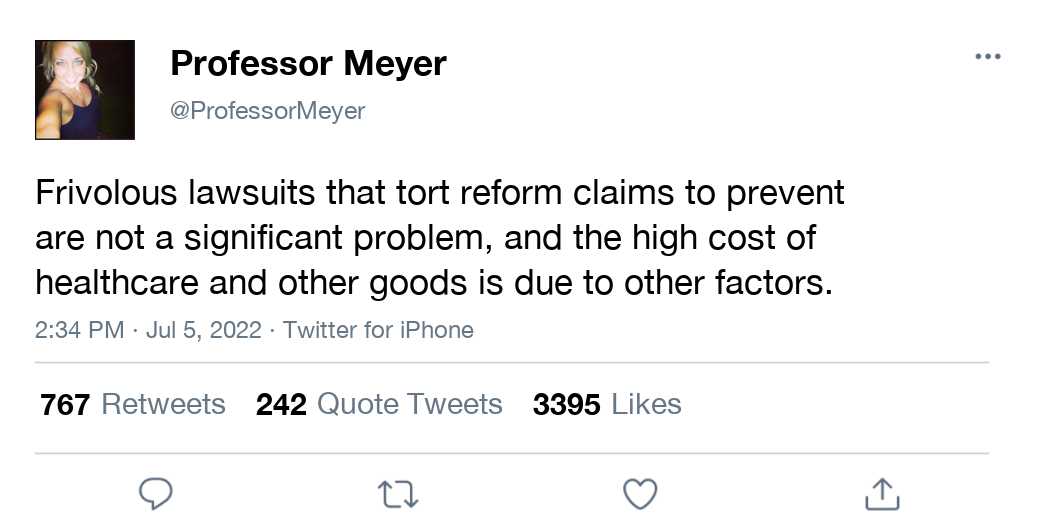 Professor Meyer
@ProfessorMeyer
Frivolous lawsuits that tort reform claims to prevent
are not a significant problem, and the high cost of
healthcare and other goods is due to other factors.
2:34 PM · Jul 5, 2022 · Twitter for iPhone
767 Retweets 242 Quote Tweets 3395 Likes